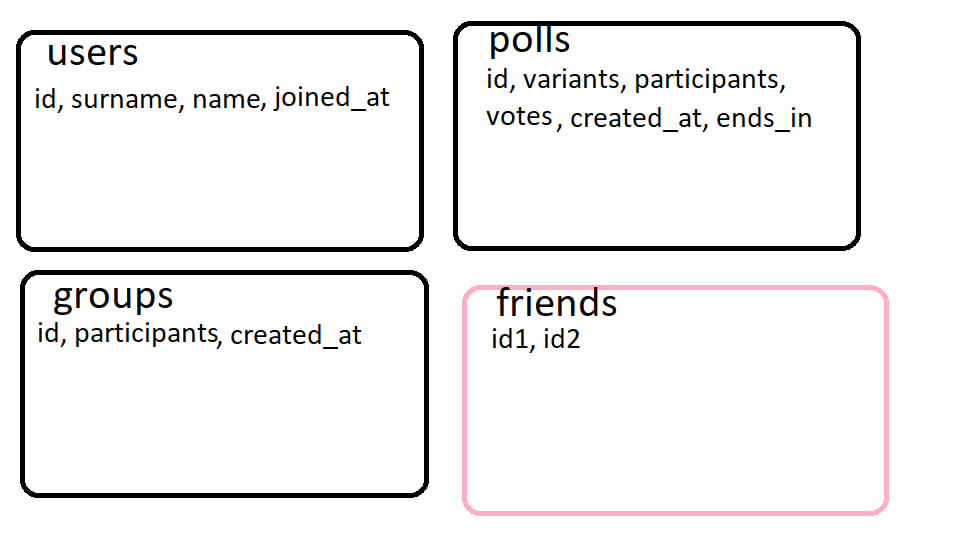 users
id, surname, name, joined_at
polls
id, variants, participants,
votes, created_at, ends_in
groups
id, participants, created_at
friends
id1, id2